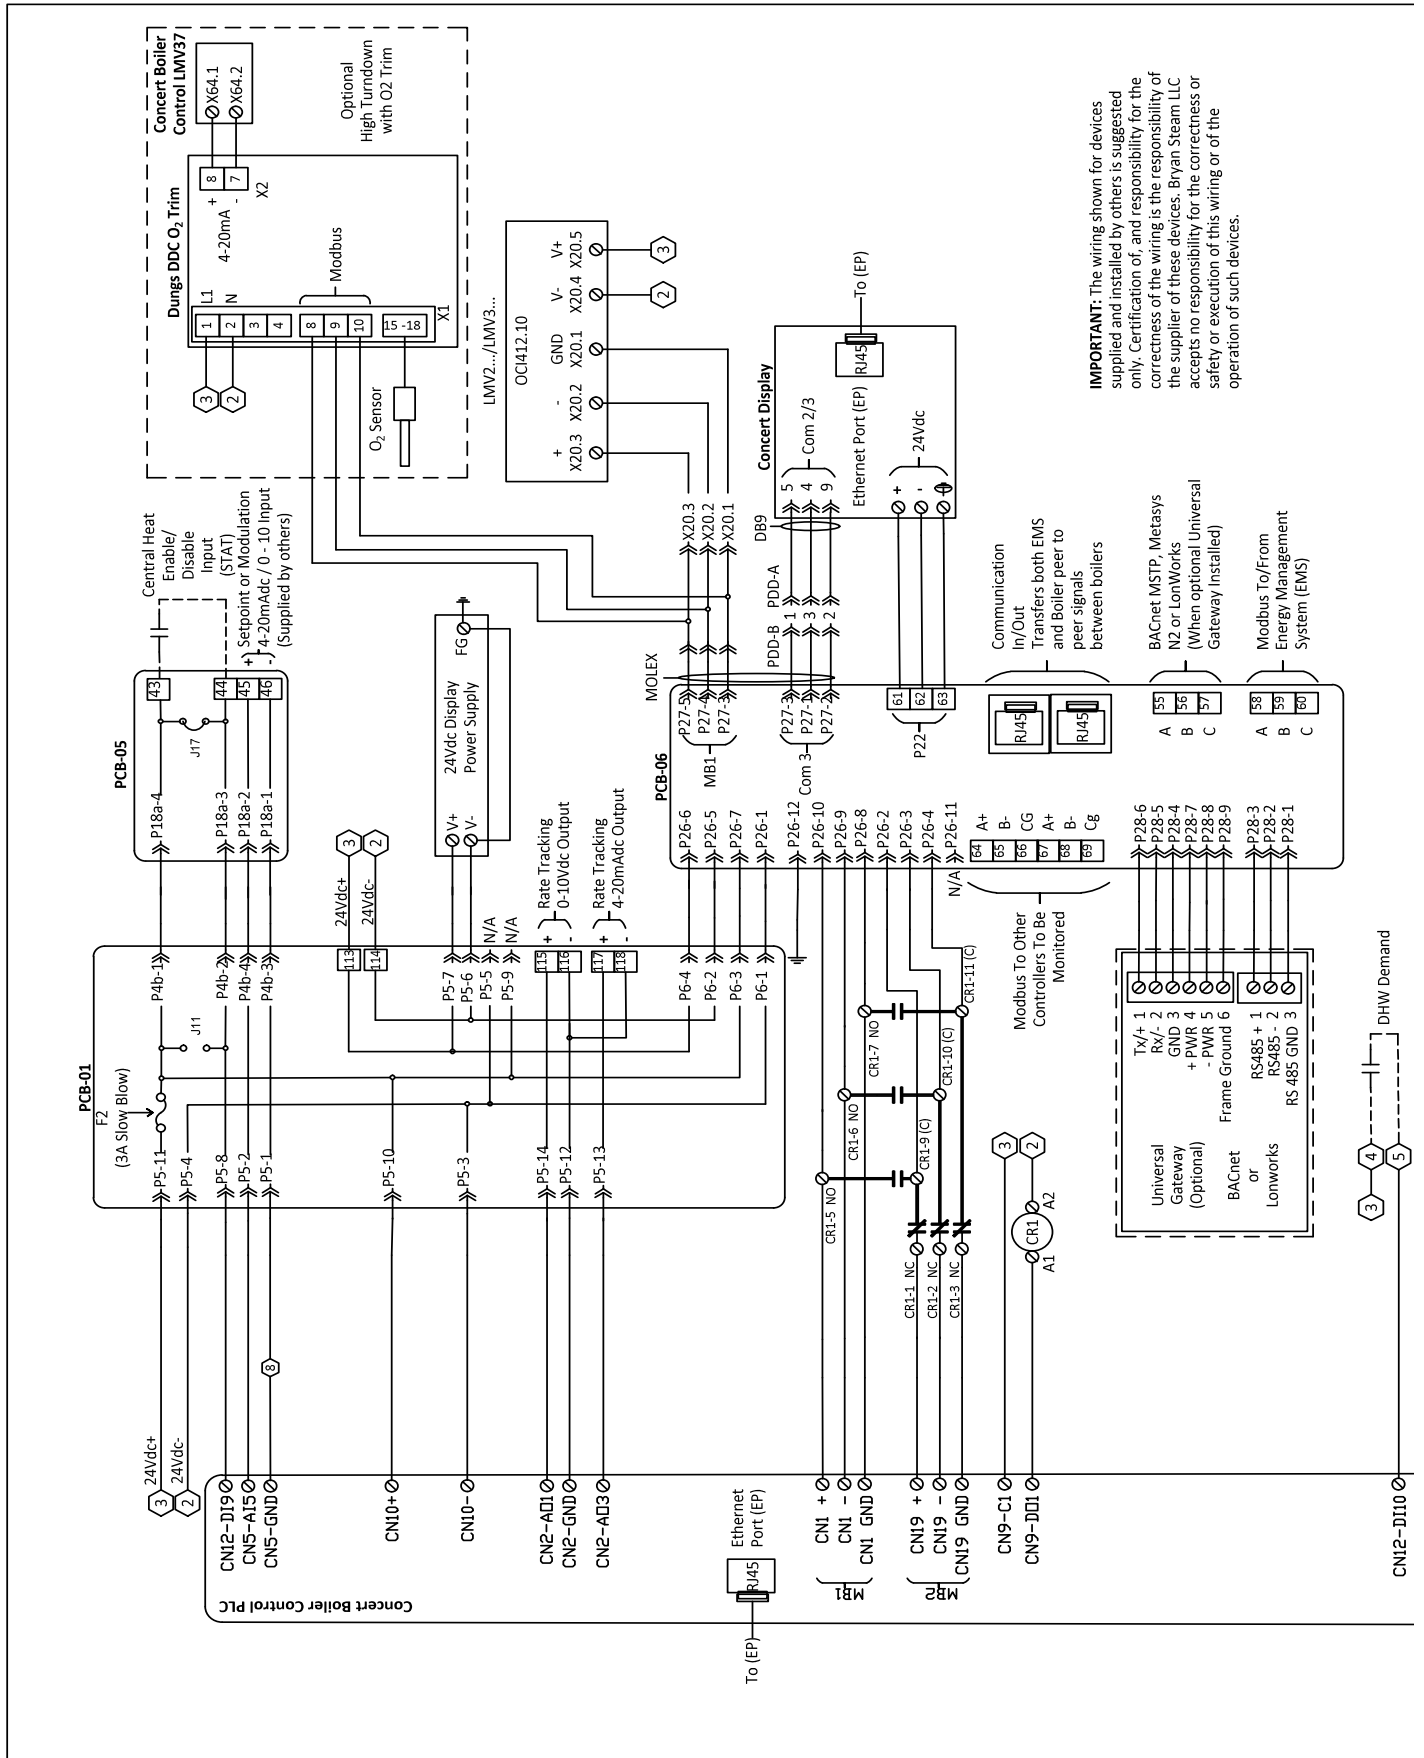 Concert Boiler
Control LMV37
X64.1
X64.2
Optional
High Turndown
with O2 Trim
Dungs DDC O₂ Trim
8
7
+
-
X2
4-20mA
L1
N
1
2
3
4
8
9
10
15 -18
X1
Modbus
3
2
O₂ Sensor
LMV2.../LMV3...
OCI412.10
+
-
GND
V-
V+
X20.3
X20.2
X20.1
X20.4
X20.5
2
3
IMPORTANT: The wiring shown for devices
supplied and installed by others is suggested
only. Certification of, and responsibility for the
correctness of the wiring is the responsibility of
the supplier of these devices. Bryan Steam LLC
accepts no responsibility for the correctness or
safety or execution of this wiring or of the
operation of such devices.
Central Heat
Enable/
Disable
Input
(STAT)
Setpoint or Modulation
4-20mAdc / 0 - 10 Input
(Supplied by others)
+
-
PCB-05
43
44
45
46
J17
P18a-4
P18a-3
P18a-2
P18a-1
24Vdc Display
Power Supply
FG
V+
V-
X20.3
X20.2
X20.1
Concert Display
DB9
5
4
9
Com 2/3
Ethernet Port (EP)
RJ45
To (EP)
+
-
24Vdc
PDD-A
PDD-B
1
3
2
MOLEX
PCB-06
P27-5
P27-4
P27-3
MB1
P27-3
P27-1
P27-2
Com 3
61
62
63
P22
RJ45
RJ45
Communication
In/Out
Transfers both EMS
and Boiler peer to
peer signals
between boilers
55
56
57
A
B
C
BACnet MSTP, Metasys
N2 or LonWorks
(When optional Universal
Gateway Installed)
58
59
60
A
B
C
Modbus To/From
Energy Management
System (EMS)
P26-6
P26-5
P26-7
P26-1
P26-12
P26-10
P26-9
P26-8
P26-2
P26-3
P26-4
P26-11
N/A
64
65
66
67
68
69
A+
B-
CG
A+
B-
Cg
Modbus To Other
Controllers To Be
Monitored
P28-6
P28-5
P28-4
P28-7
P28-8
P28-9
P28-3
P28-2
P28-1
PCB-01
F2
(3A Slow Blow)
J11
P4b-1
P4b-2
P4b-4
P4b-3
24Vdc+
24Vdc-
3
2
113
114
P5-7
P5-6
P5-5
P5-9
N/A
N/A
115
116
117
118
+
-
+
-
Rate Tracking
0-10Vdc Output
Rate Tracking
4-20mAdc Output
P6-4
P6-2
P6-3
P6-1
P5-11
P5-4
P5-8
P5-2
P5-1
P5-10
P5-3
P5-14
P5-12
P5-13
CR1-5 NO
CR1-6 NO
CR1-7 NO
CR1-9 (C)
CR1-10 (C)
CR1-11 (C)
CR1-1 NC
CR1-2 NC
CR1-3 NC
3
2
CR1
A1
A2
Tx/+ 1
Rx/- 2
GND 3
+ PWR 4
- PWR 5
Frame Ground 6
RS485 + 1
RS485 - 2
RS 485 GND 3
Universal
Gateway
(Optional)
BACnet
or
Lonworks
DHW Demand
4
5
3
24Vdc+
24Vdc-
3
2
8
CN12-DI9
CN5-AI5
CN5-GND
CN10+
CN10-
CN2-AO1
CN2-GND
CN2-AO3
Concert Boiler Control PLC
Ethernet
Port (EP)
RJ45
To (EP)
CN1 +
CN1 -
CN1 GND
MB1
CN19 +
CN19 -
CN19 GND
MB2
CN9-C1
CN9-DO1
CN12-DI10